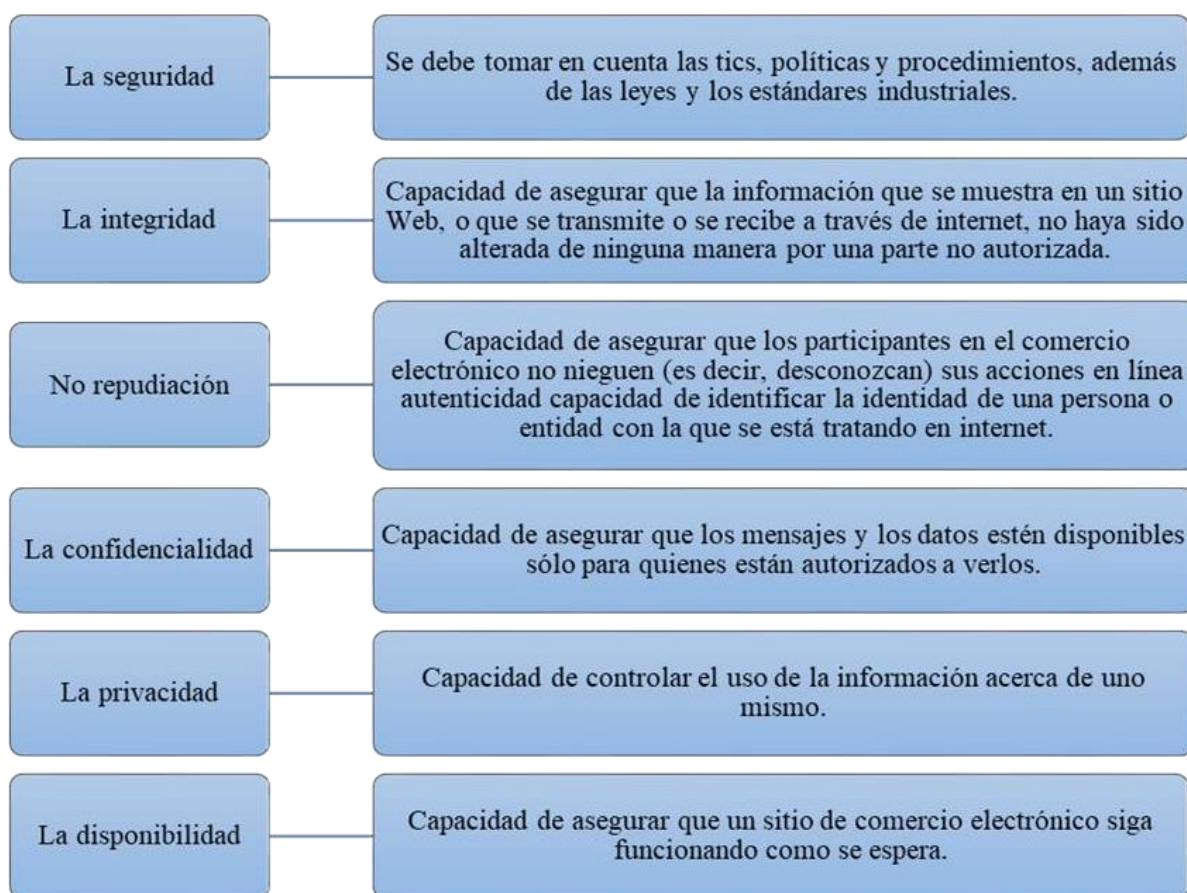 La seguridad
Se debe tomar en cuenta las tics, políticas y procedimientos, además
de las leyes y los estándares industriales.
La integridad
Capacidad de asegurar que la información que se muestra en un sitio
Web, o que se transmite o se recibe a través de internet, no haya sido
alterada de ninguna manera por una parte no autorizada.
No repudiación
Capacidad de asegurar que los participantes en el comercio
electrónico no nieguen (es decir, desconozcan) sus acciones en línea
autenticidad capacidad de identificar la identidad de una persona o
entidad con la que se está tratando en internet.
La confidencialidad
Capacidad de asegurar que los mensajes y los datos estén disponibles
sólo para quienes están autorizados a verlos.
La privacidad
Capacidad de controlar el uso de la información acerca de uno
mismo.
La disponibilidad
Capacidad de asegurar que un sitio de comercio electrónico siga
funcionando como se espera.